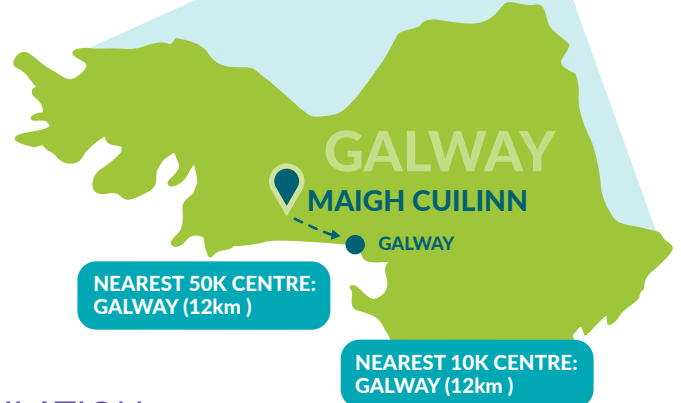 GALWAY
MAIGH CUILINN
GALWAY
NEAREST 50K CENTRE:
GALWAY (12km )
NEAREST 10K CENTRE:
GALWAY (12km )